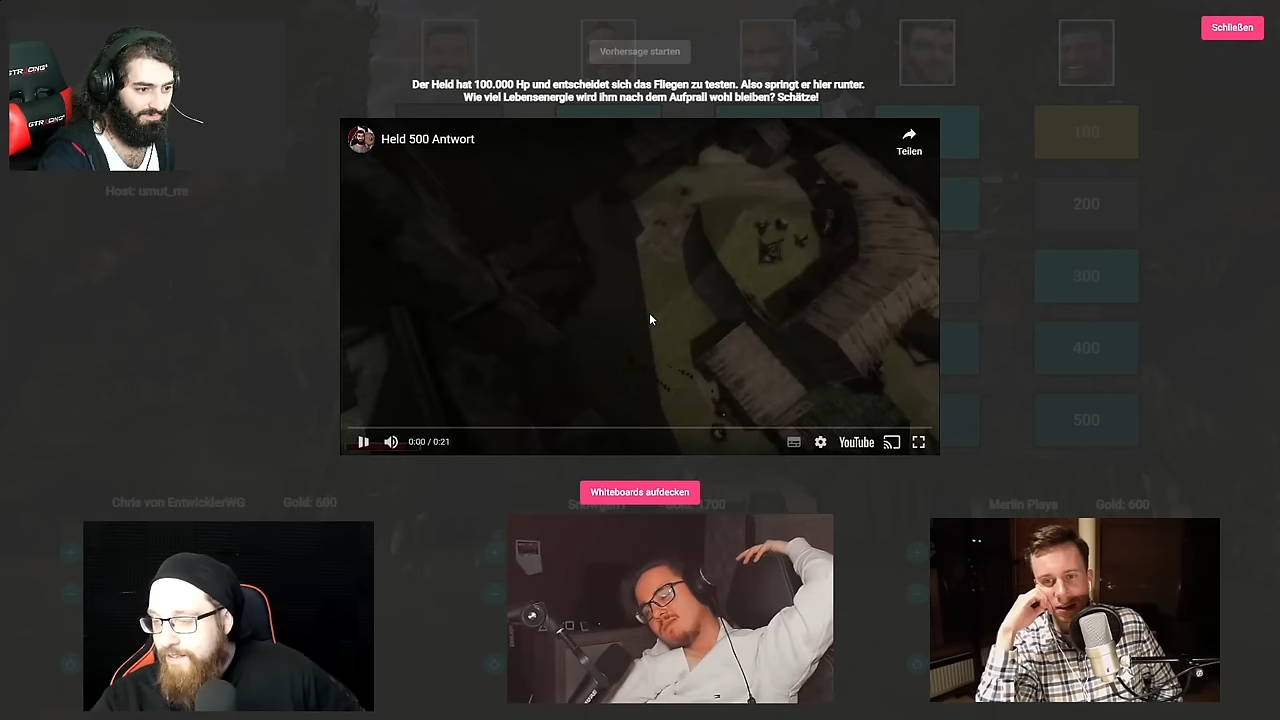 Schließen
Vorhersage starten
Der Held hat 100.000 Hp und entscheidet sich das Fliegen zu testen. Also springt er hier runter.
Wie viel Lebensenergie wird ihm nach dem Aufprall wohl bleiben? Schätze!
GTRACING
GTRACING
Held 500 Antwort
Teilen
100
Host: umut_rre
200
300
400
500
0:00 / 0:21
YouTube
Whiteboards aufdecken
Chris von EntwicklerWG Gold: 600
1700
Merlin Plays Gold: 600